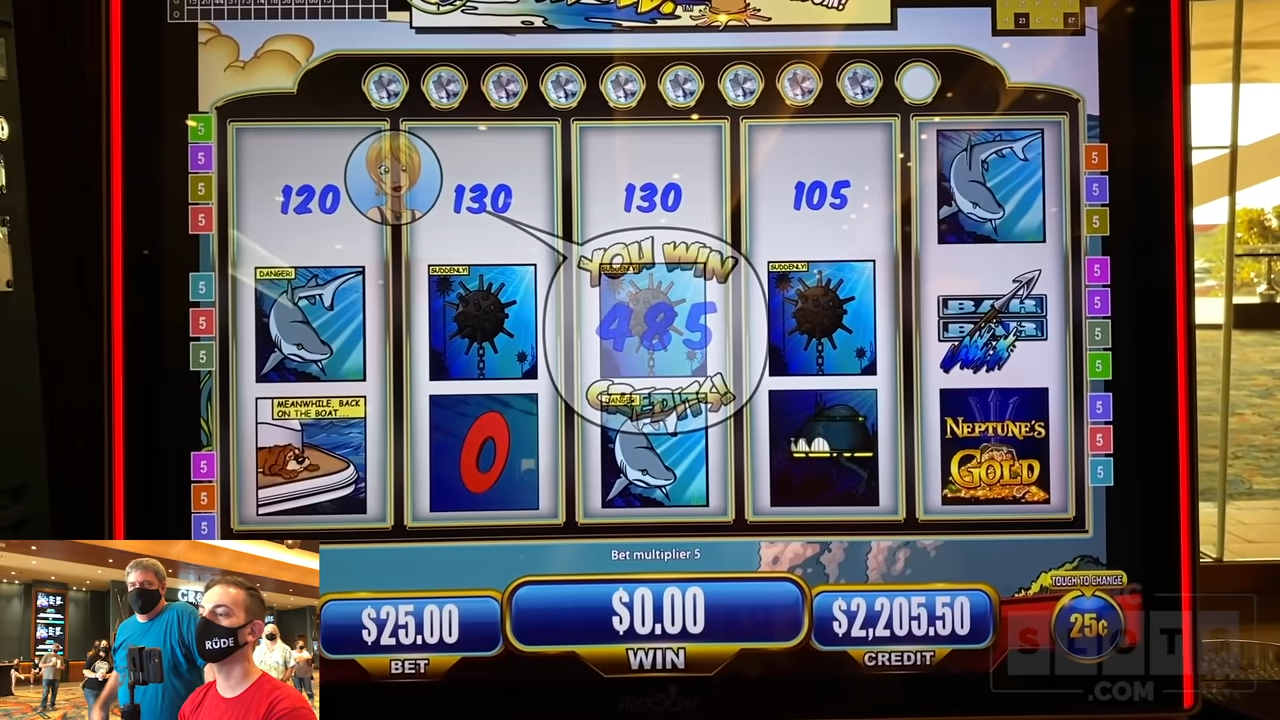 5
5
5
5
5
5
5
5
5
5
120
130
130
105
DANGER!
SUDDENLY!
YOU WIN
SUDDENLY!
SUDDENLY!
485
CREDITS!
DANGER!
MEANWHILE, BACK
ON THE BOAT...
BAR
BAR
NEPTUNE'S
GOLD
5
5
5
5
5
5
5
5
5
5
Bet multiplier 5
$25.00
BET
$0.00
WIN
$2,205.50
CREDIT
TOUCH TO CHANGE
25¢
RÜDE
SLOTS
.COM